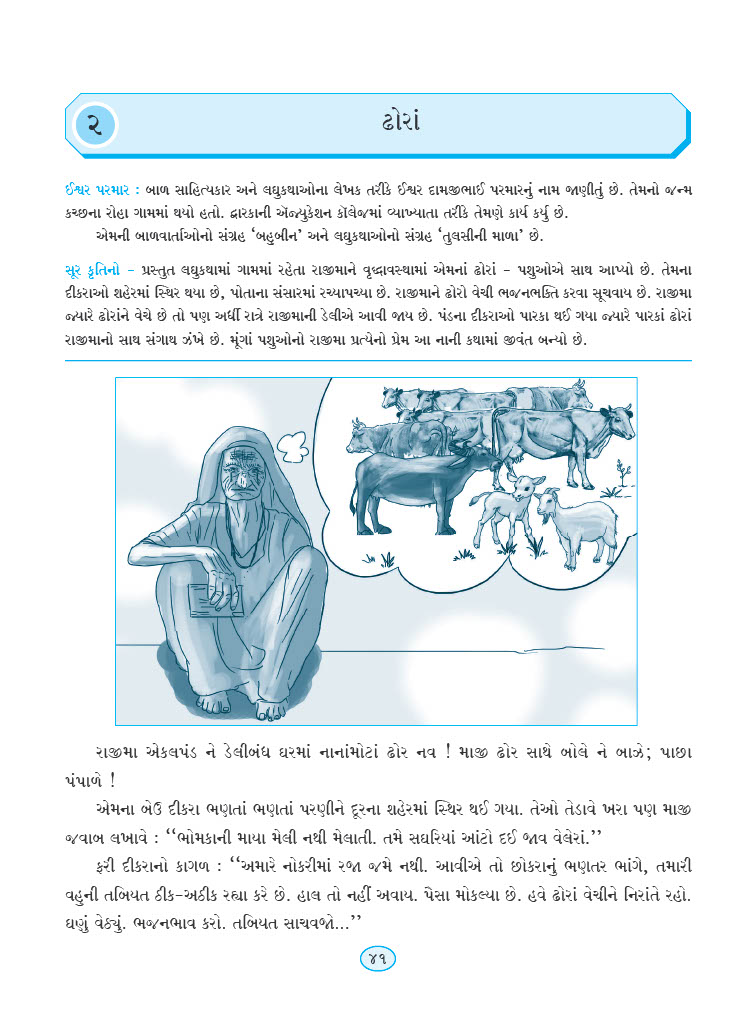 ૨
ઢોરાં
ઈશ્વર પરમાર : બાળ સાહિત્યકાર અને લઘુકથાઓના લેખક તરીકે ઈશ્વર દામજીભાઈ પરમારનું નામ જાણીતું છે. તેમનો જન્મ
કચ્છના રોહા ગામમાં થયો હતો. દ્વારકાની ઍજ્યુકેશન કૉલેજમાં વ્યાખ્યાતા તરીકે તેમણે કાર્ય કર્યું છે.
એમની બાળવાર્તાઓનો સંગ્રહ ‘બહુબીન’ અને લઘુકથાઓનો સંગ્રહ ‘તુલસીની માળા’ છે.
સૂર કૃતિનો - પ્રસ્તુત લઘુકથામાં ગામમાં રહેતા રાજીમાને વૃદ્ધાવસ્થામાં એમનાં ઢોરાં - પશુઓએ સાથ આપ્યો છે. તેમના
દીકરાઓ શહેરમાં સ્થિર થયા છે, પોતાના સંસારમાં રચ્યાપચ્યા છે. રાજીમાને ઢોરો વેચી ભજનભક્તિ કરવા સૂચવાય છે. રાજીમા
જ્યારે ઢોરાંને વેચે છે તો પણ અર્ધી રાત્રે રાજીમાની ડેલીએ આવી જાય છે. પંડના દીકરાઓ પારકા થઈ ગયા જ્યારે પારકાં ઢોરાં
રાજીમાનો સાથ સંગાથ ઝંખે છે. મૂંગાં પશુઓનો રાજીમા પ્રત્યેનો પ્રેમ આ નાની કથામાં જીવંત બન્યો છે.
રાજીમા એકલપંડ ને ડેલીબંધ ઘરમાં નાનાંમોટાં ઢોર નવ ! માજી ઢોર સાથે બોલે ને બાઝે; પાછા
પંપાળે !
એમના બેઉ દીકરા ભણતાં ભણતાં પરણીને દૂરના શહેરમાં સ્થિર થઈ ગયા. તેઓ તેડાવે ખરા પણ માજી
જવાબ લખાવે : ‘‘ભોમકાની માયા મેલી નથી મેલાતી. તમે સઘરિયાં આંટો દઈ જાવ વેલેરાં.’’
ફરી દીકરાનો કાગળ : ‘‘અમારે નોકરીમાં રજા જમે નથી. આવીએ તો છોકરાનું ભણતર ભાંગે, તમારી
વહુની તબિયત ઠીક-અઠીક રહ્યા કરે છે. હાલ તો નહીં અવાય. પૈસા મોકલ્યા છે. હવે ઢોરાં વેચીને નિરાંતે રહો.
ઘણું વેઠ્યું. ભજનભાવ કરો. તબિયત સાચવજો...’’
૪૧